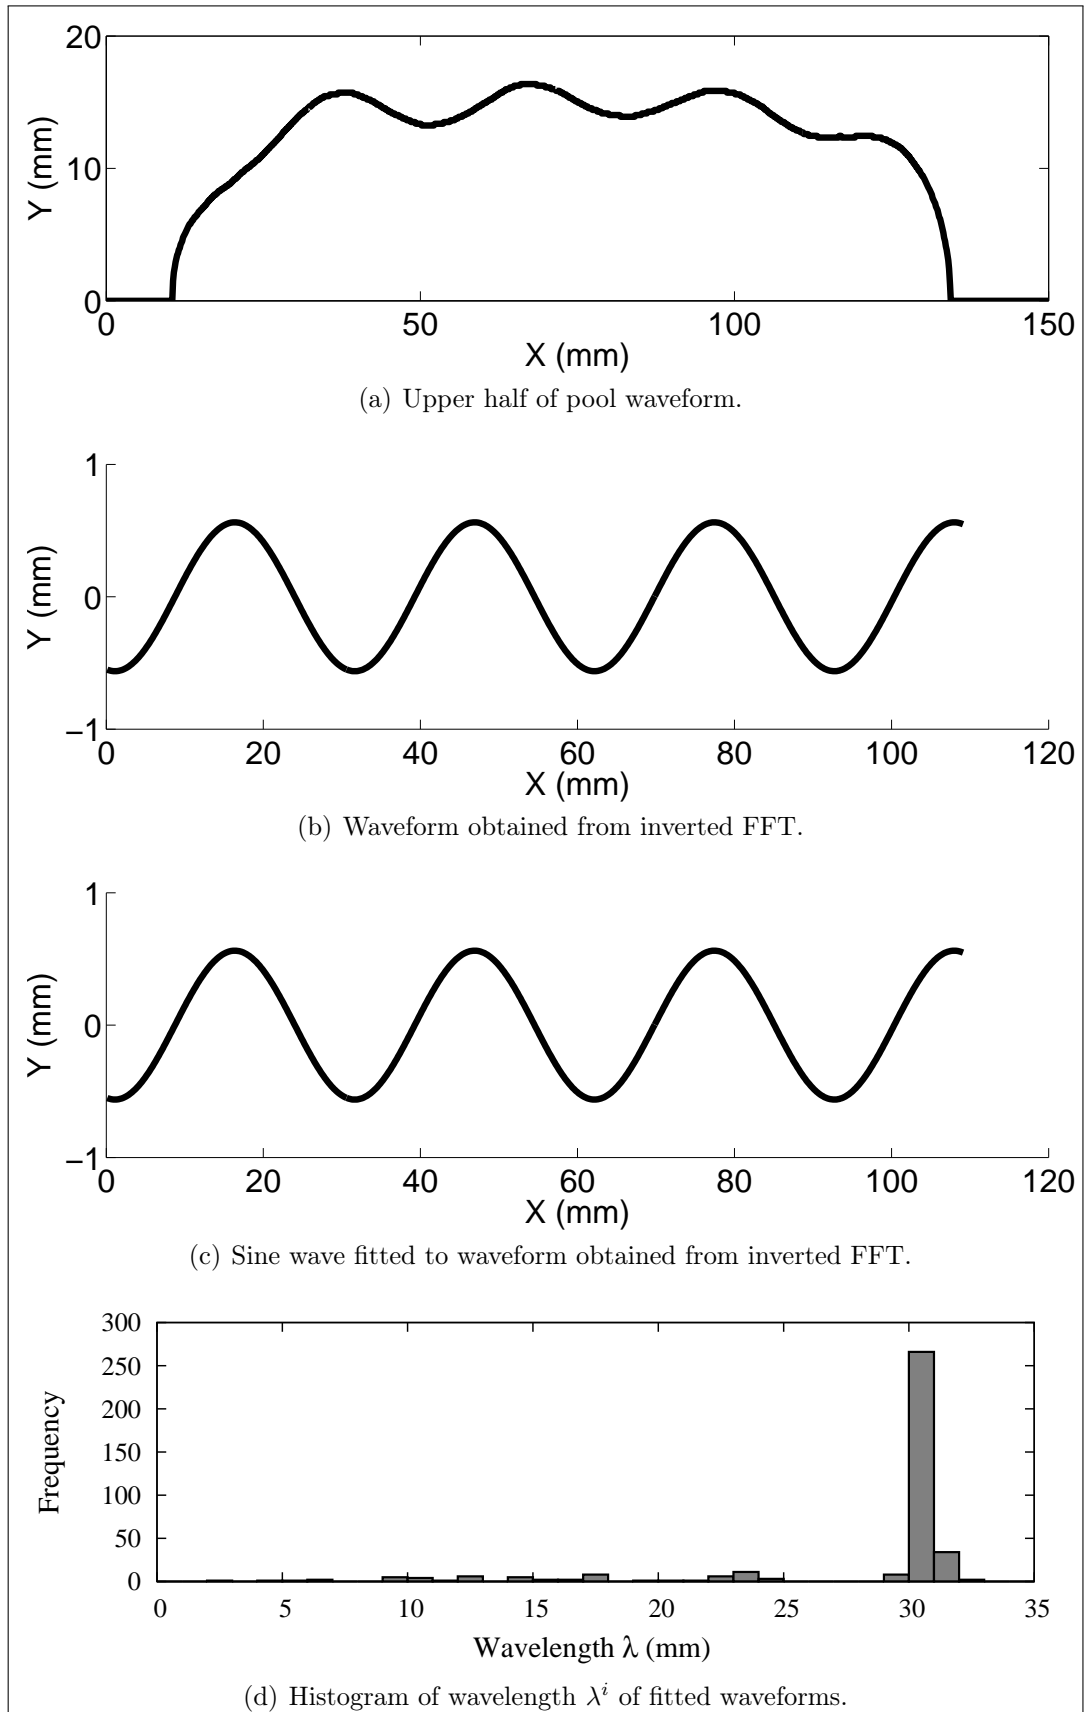 20
10
0
Y (mm)
0 50 100 150
X (mm)
(a) Upper half of pool waveform.
1
0
−1
Y (mm)
0 20 40 60 80 100 120
X (mm)
(b) Waveform obtained from inverted FFT.
1
0
−1
Y (mm)
0 20 40 60 80 100 120
X (mm)
(c) Sine wave fitted to waveform obtained from inverted FFT.
300
250
200
150
100
50
0
Frequency
0 5 10 15 20 25 30 35
Wavelength λ (mm)
(d) Histogram of wavelength λ^i of fitted waveforms.